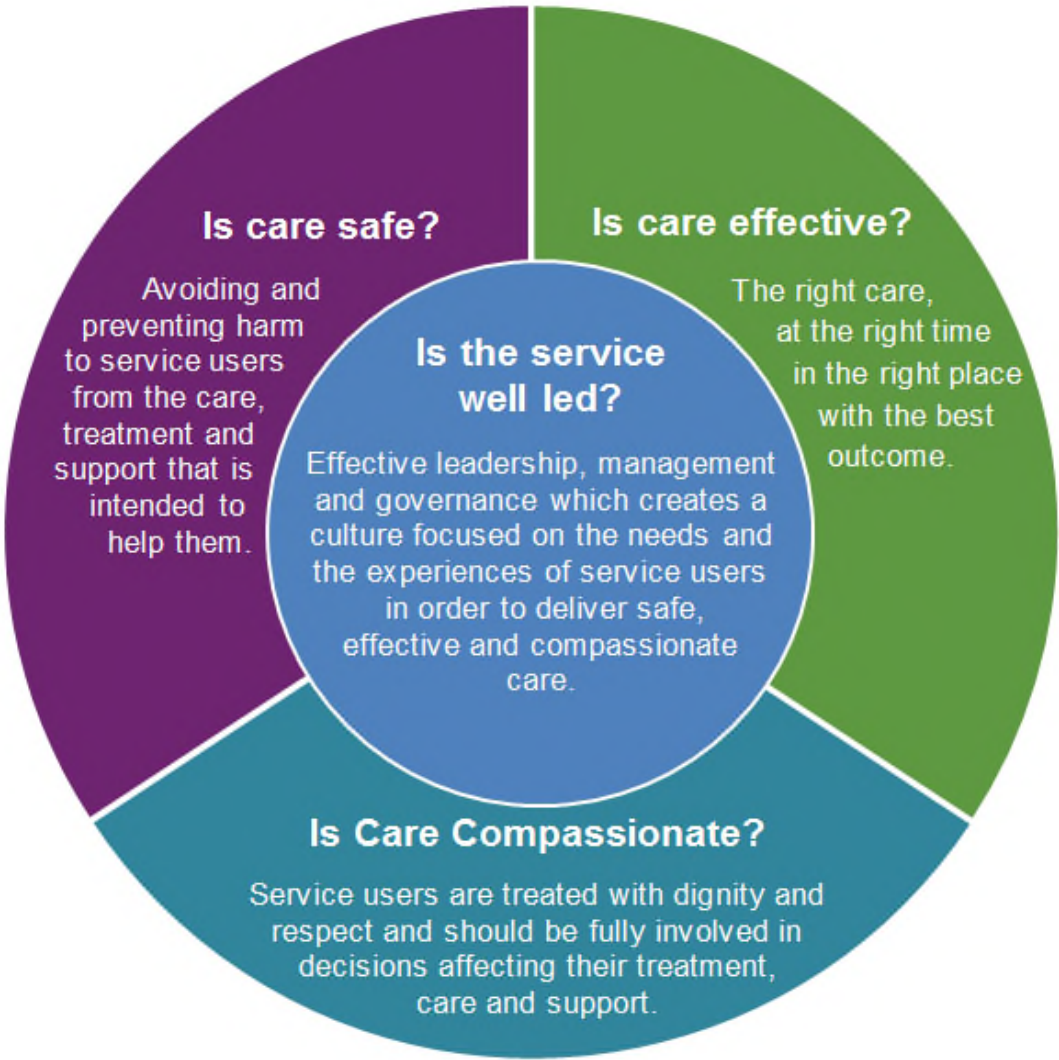 Is care safe?
Avoiding and
preventing harm
to service users
from the care,
treatment and
support that is
intended to
help them.
Is care effective?
The right care,
at the right time
in the right place
with the best
outcome.
Is the service
well led?
Effective leadership, management
and governance which creates a
culture focused on the needs and
the experiences of service users
in order to deliver safe,
effective and compassionate
care.
Is Care Compassionate?
Service users are treated with dignity and
respect and should be fully involved in
decisions affecting their treatment,
care and support.